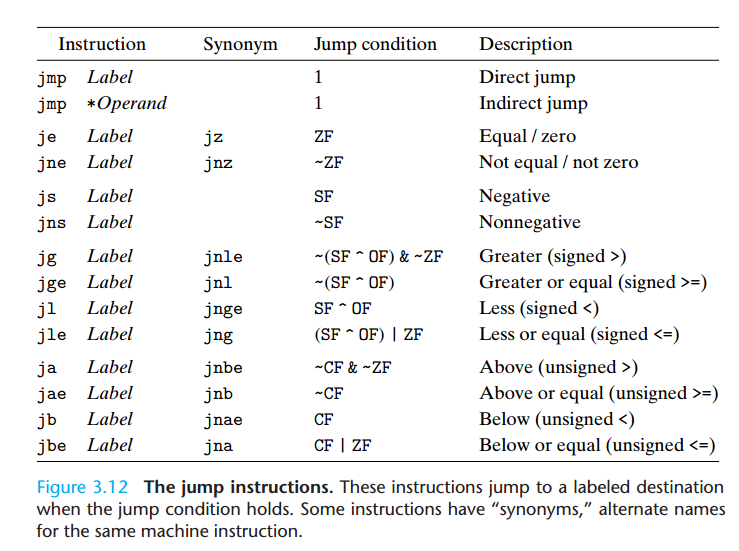 Instruction Synonym Jump condition Description
jmp Label 1 Direct jump
jmp *Operand 1 Indirect jump
je Label jz ZF Equal / zero
jne Label jnz ~ZF Not equal / not zero
js Label SF Negative
jns Label ~SF Nonnegative
jg Label jnle ~(SF ^ OF) & ~ZF Greater (signed >)
jge Label jnl ~(SF ^ OF) Greater or equal (signed >=)
jl Label jnge SF ^ OF Less (signed <)
jle Label jng (SF ^ OF) | ZF Less or equal (signed <=)
ja Label jnbe ~CF & ~ZF Above (unsigned >)
jae Label jnb ~CF Above or equal (unsigned >=)
jb Label jnae CF Below (unsigned <)
jbe Label jna CF | ZF Below or equal (unsigned <=)
Figure 3.12 The jump instructions. These instructions jump to a labeled destination
when the jump condition holds. Some instructions have “synonyms,” alternate names
for the same machine instruction.